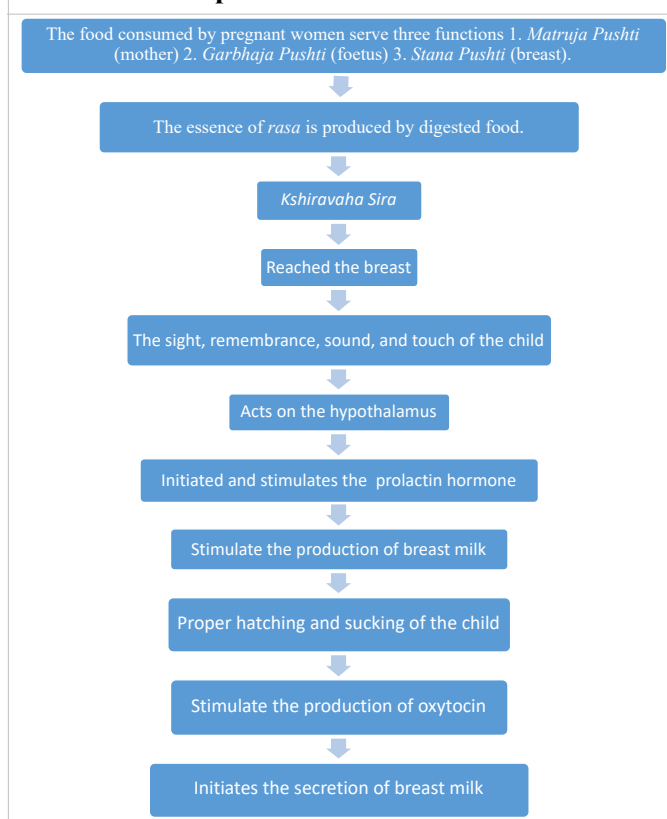 The food consumed by pregnant women serve three functions 1. Matruja Pushti
(mother) 2. Garbhaja Pushti (foetus) 3. Stana Pushti (breast).
The essence of rasa is produced by digested food.
Kshiravaha Sira
Reached the breast
The sight, remembrance, sound, and touch of the child
Acts on the hypothalamus
Initiated and stimulates the prolactin hormone
Stimulate the production of breast milk
Proper hatching and sucking of the child
Stimulate the production of oxytocin
Initiates the secretion of breast milk